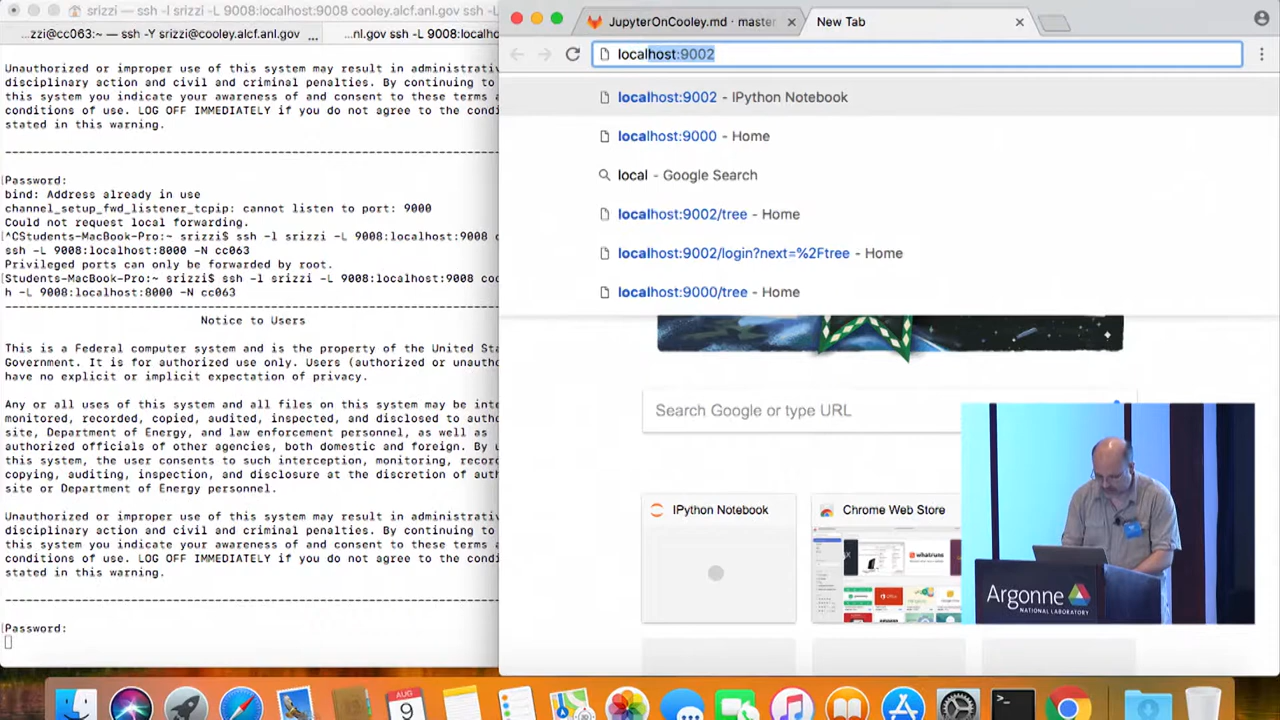 srizzi — ssh -l srizzi -L 9008:localhost:9008 cooley.alcf.anl.gov
...zzi@cc063:~ — ssh -Y srizzi@cooley.alcf.anl.gov ...
...nl.gov ssh -L 9008:localho
Unauthorized or improper use of this system may result in administrativ
disciplinary action and civil and criminal penalties. By continuing to
this system you indicate your awareness of and consent to these terms a
conditions of use. LOG OFF IMMEDIATELY if you do not agree to the condi
stated in this warning.
Password:
bind: Address already in use
channel_setup_fwd_listener_tcpip: cannot listen to port: 9000
Could not request local forwarding.
^CStudents-MacBook-Pro:~ srizzi$ ssh -l srizzi -L 9008:localhost:9008 c
ssh -L 9008:localhost:8000 -N cc063
Privileged ports can only be forwarded by root.
Students-MacBook-Pro:~ srizzi$ ssh -l srizzi -L 9008:localhost:9008 coo
h -L 9008:localhost:8000 -N cc063
Notice to Users
This is a Federal computer system and is the property of the United Sta
Government. It is for authorized use only. Users (authorized or unautho
have no explicit or implicit expectation of privacy.
Any or all uses of this system and all files on this system may be inte
monitored, recorded, copied, audited, inspected, and disclosed to autho
site, Department of Energy, and law enforcement personnel, as well as
authorized officials of other agencies, both domestic and foreign. By u
this system, the user consents to such interception, monitoring, record
copying, auditing, inspection, and disclosure at the discretion of auth
site or Department of Energy personnel.
Unauthorized or improper use of this system may result in administrativ
disciplinary action and civil and criminal penalties. By continuing to
this system you indicate your awareness of and consent to these terms a
conditions of use. LOG OFF IMMEDIATELY if you do not agree to the condi
stated in this warning.
Password:
JupyterOnCooley.md · master
New Tab
localhost:9002
localhost:9002 - IPython Notebook
localhost:9000 - Home
local - Google Search
localhost:9002/tree - Home
localhost:9002/login?next=%2Ftree - Home
localhost:9000/tree - Home
Search Google or type URL
IPython Notebook
Chrome Web Store
whatruns
Office
Argonne
NATIONAL LABORATORY
AUG
9